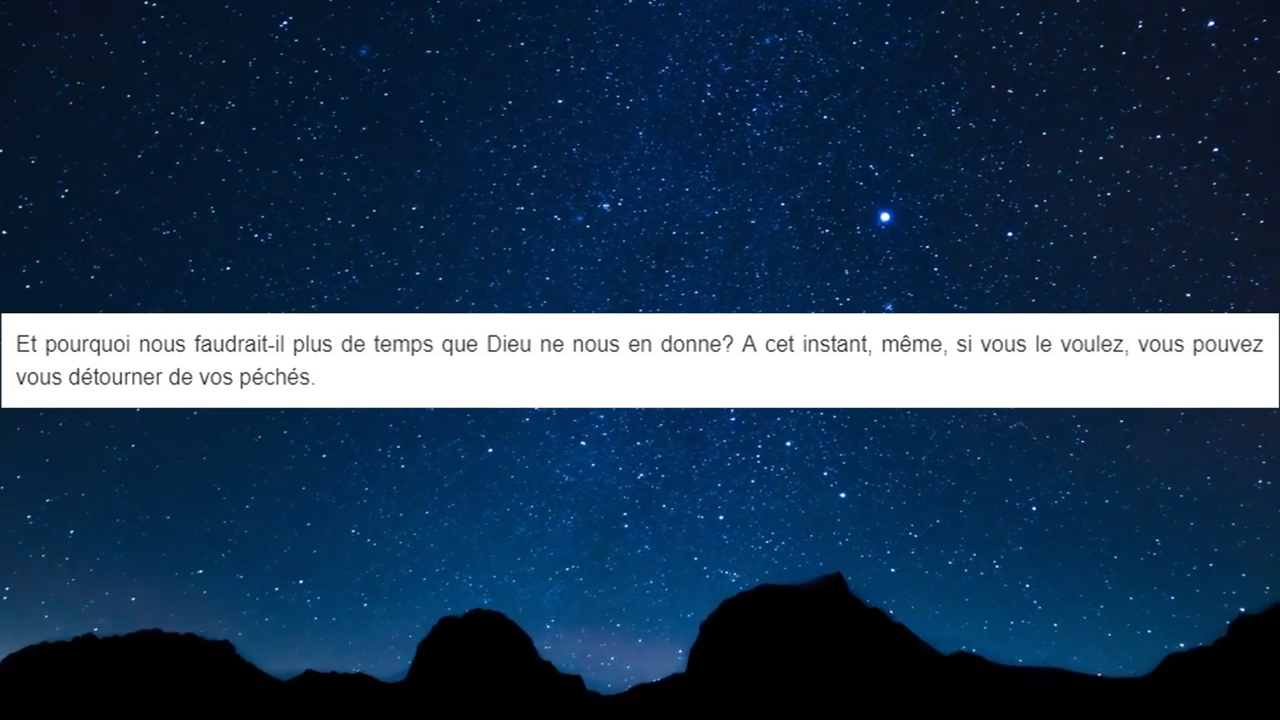 Et pourquoi nous faudrait-il plus de temps que Dieu ne nous en donne? A cet instant, même, si vous le voulez, vous pouvez
vous détourner de vos péchés.